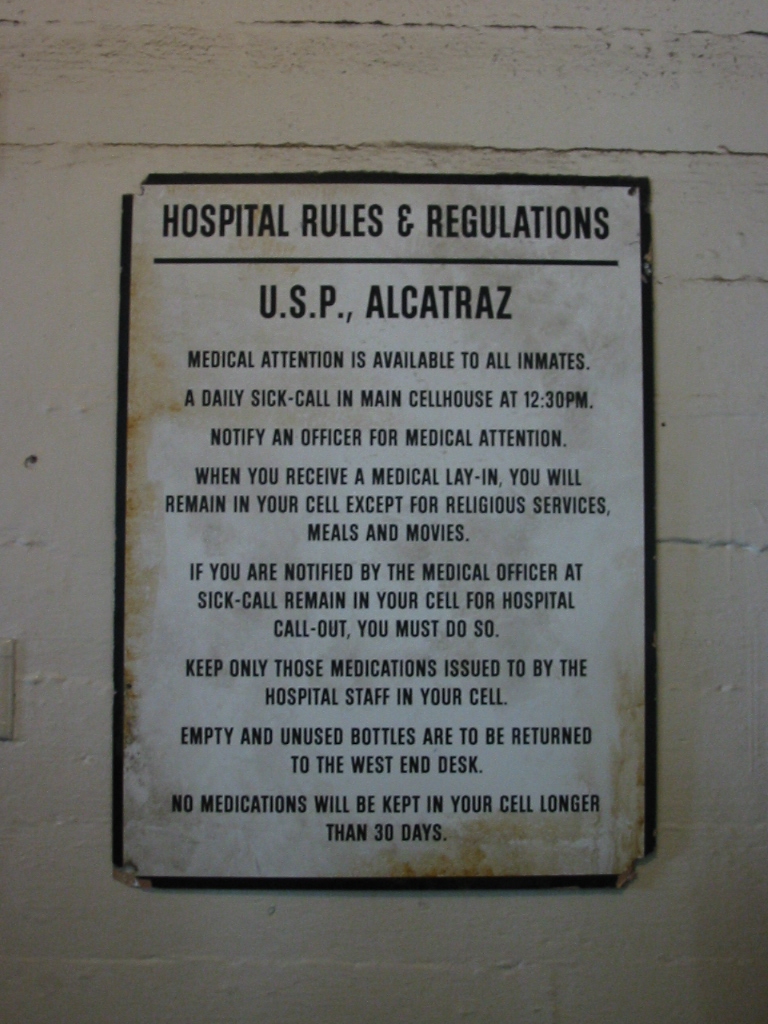 HOSPITAL RULES & REGULATIONS
U.S.P., ALCATRAZ
MEDICAL ATTENTION IS AVAILABLE TO ALL INMATES.
A DAILY SICK-CALL IN MAIN CELLHOUSE AT 12:30PM.
NOTIFY AN OFFICER FOR MEDICAL ATTENTION.
WHEN YOU RECEIVE A MEDICAL LAY-IN, YOU WILL
REMAIN IN YOUR CELL EXCEPT FOR RELIGIOUS SERVICES,
MEALS AND MOVIES.
IF YOU ARE NOTIFIED BY THE MEDICAL OFFICER AT
SICK-CALL REMAIN IN YOUR CELL FOR HOSPITAL
CALL-OUT, YOU MUST DO SO.
KEEP ONLY THOSE MEDICATIONS ISSUED TO BY THE
HOSPITAL STAFF IN YOUR CELL.
EMPTY AND UNUSED BOTTLES ARE TO BE RETURNED
TO THE WEST END DESK.
NO MEDICATIONS WILL BE KEPT IN YOUR CELL LONGER
THAN 30 DAYS.